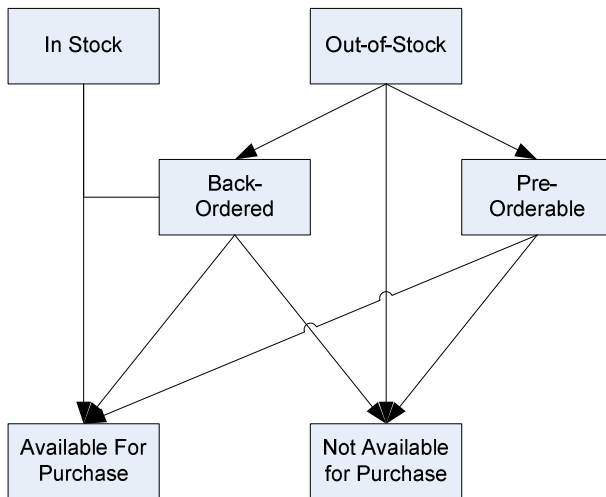 In Stock
Out-of-Stock
Back-
Ordered
Pre-
Orderable
Available For
Purchase
Not Available
for Purchase